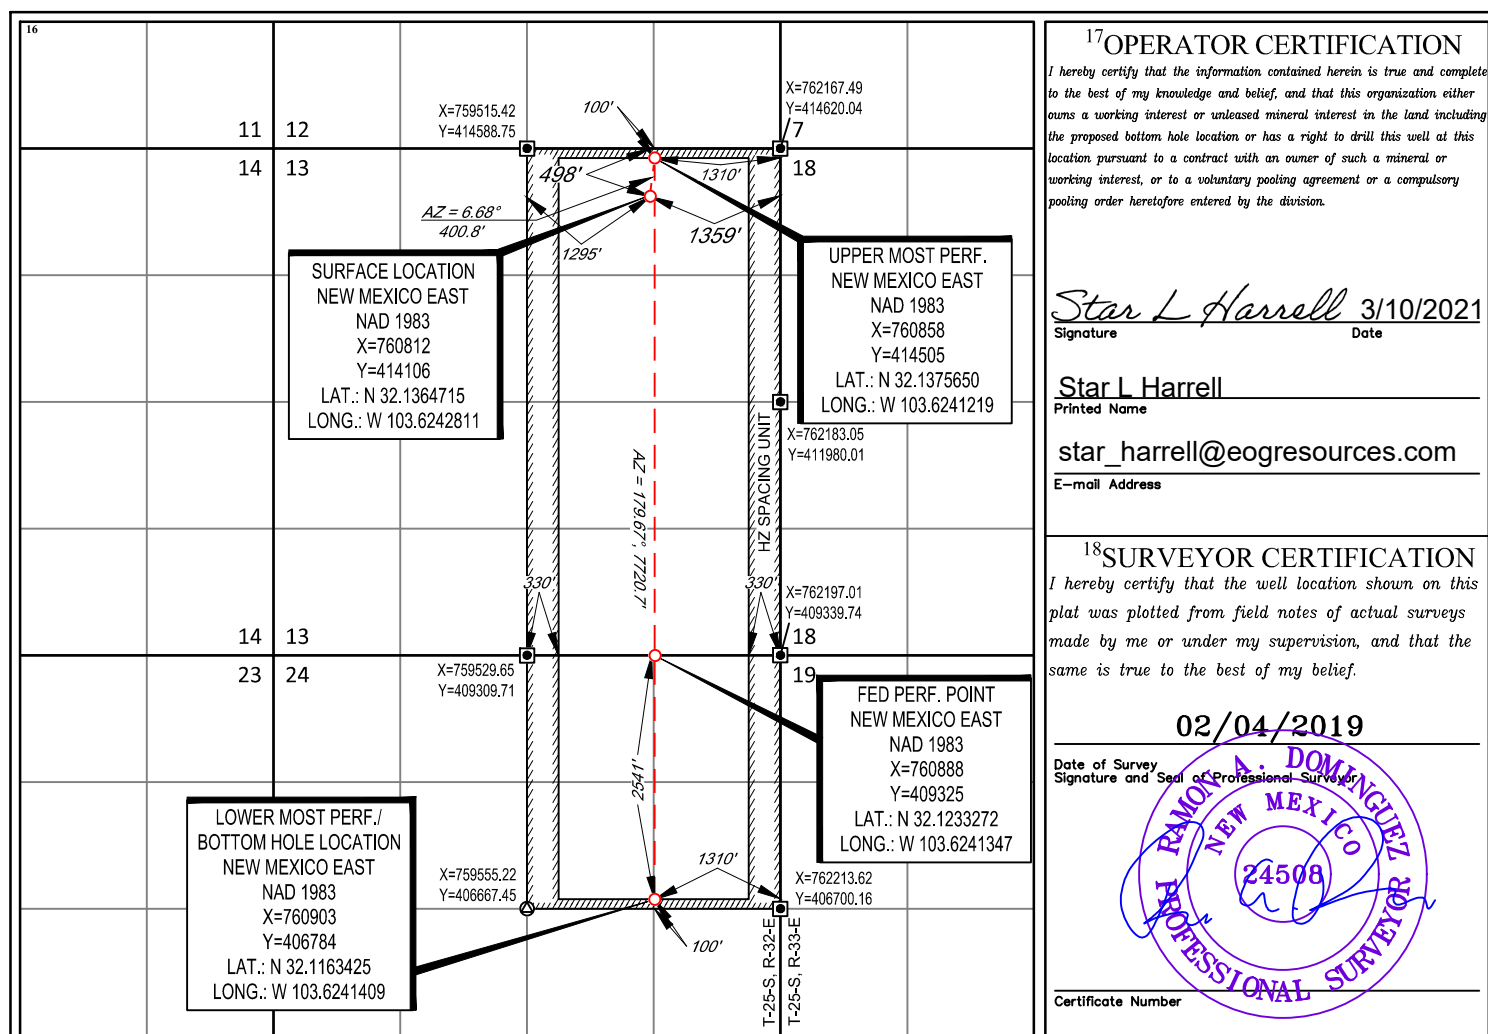 16
X=759515.42
Y=414588.75
100'
X=762167.49
Y=414620.04
11 12
7
14 13
18
498'
1310'
AZ = 6.68°
400.8'
1295'
1359'
SURFACE LOCATION
NEW MEXICO EAST
NAD 1983
X=760812
Y=414106
LAT.: N 32.1364715
LONG.: W 103.6242811
UPPER MOST PERF.
NEW MEXICO EAST
NAD 1983
X=760858
Y=414505
LAT.: N 32.1375650
LONG.: W 103.6241219
X=762183.05
Y=411980.01
HZ SPACING UNIT
AZ = 179.67°, 7720.7'
330'
330'
X=762197.01
Y=409339.74
14 13
18
23 24
19
X=759529.65
Y=409309.71
FED PERF. POINT
NEW MEXICO EAST
NAD 1983
X=760888
Y=409325
LAT.: N 32.1233272
LONG.: W 103.6241347
2541'
LOWER MOST PERF./
BOTTOM HOLE LOCATION
NEW MEXICO EAST
NAD 1983
X=760903
Y=406784
LAT.: N 32.1163425
LONG.: W 103.6241409
X=759555.22
Y=406667.45
1310'
X=762213.62
Y=406700.16
100'
T-25-S, R-32-E
T-25-S, R-33-E
17OPERATOR CERTIFICATION
I hereby certify that the information contained herein is true and complete
to the best of my knowledge and belief, and that this organization either
owns a working interest or unleased mineral interest in the land including
the proposed bottom hole location or has a right to drill this well at this
location pursuant to a contract with an owner of such a mineral or
working interest, or to a voluntary pooling agreement or a compulsory
pooling order heretofore entered by the division.
Star L Harrell 3/10/2021
Signature Date
Star L Harrell
Printed Name
star_harrell@eogresources.com
E-mail Address
18SURVEYOR CERTIFICATION
I hereby certify that the well location shown on this
plat was plotted from field notes of actual surveys
made by me or under my supervision, and that the
same is true to the best of my belief.
02/04/2019
Date of Survey
Signature and Seal of Professional Surveyor:
RAMON A. DOMINGUEZ
NEW MEXICO
24508
PROFESSIONAL SURVEYOR
Certificate Number